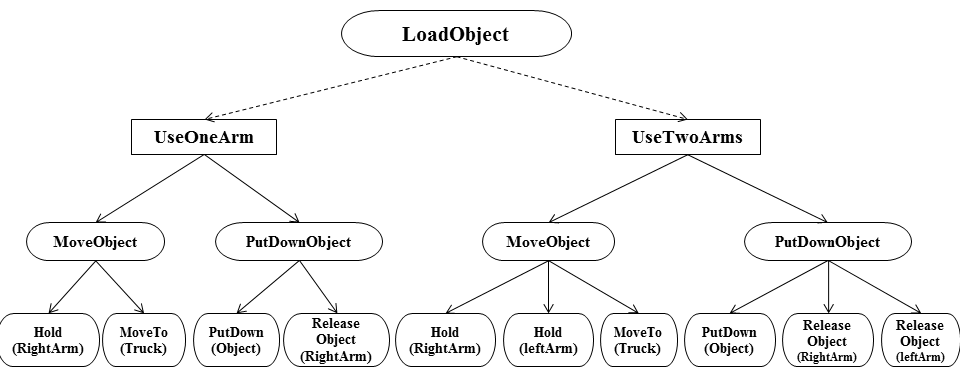 LoadObject
UseOneArm
UseTwoArms
MoveObject
PutDownObject
MoveObject
PutDownObject
Hold
(RightArm)
MoveTo
(Truck)
PutDown
(Object)
Release
Object
(RightArm)
Hold
(RightArm)
Hold
(leftArm)
MoveTo
(Truck)
PutDown
(Object)
Release
Object
(RightArm)
Release
Object
(leftArm)